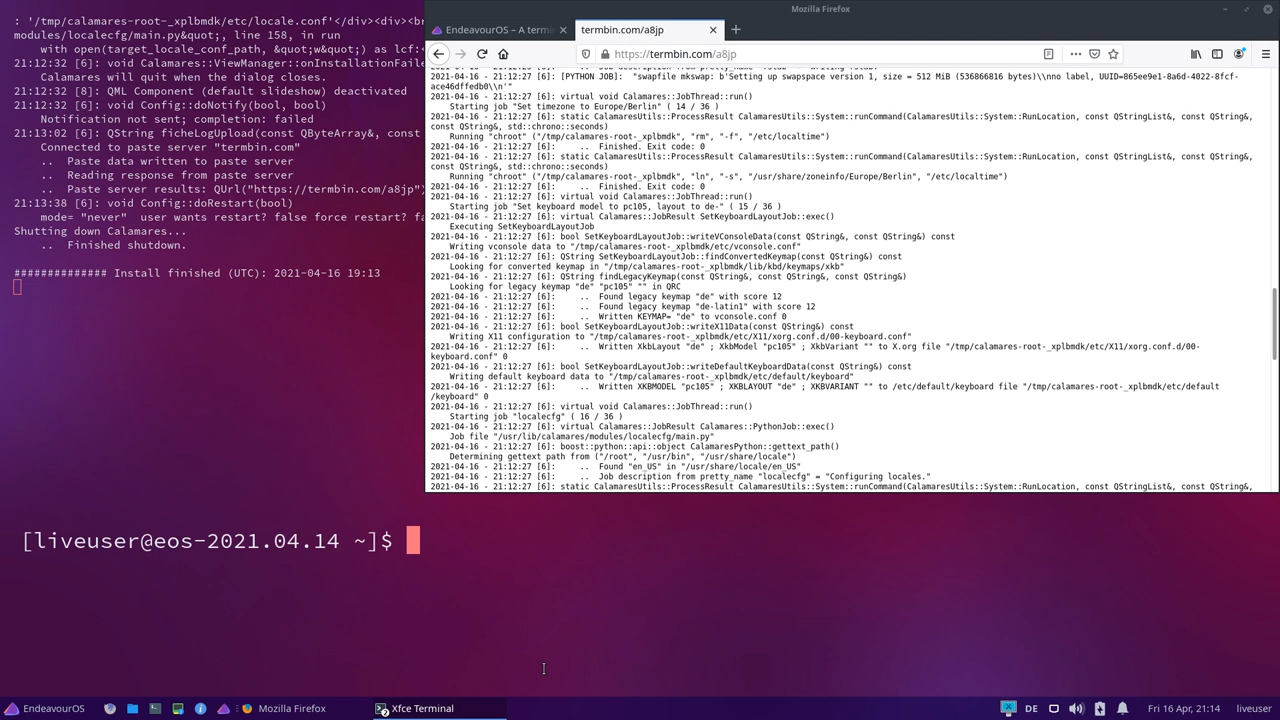 : '/tmp/calamares-root-_xplbmdk/etc/locale.conf'</div><div><br
modules/localecfg/main.py&quot;, line 158, in run
with open(target_locale_conf_path, &quot;w&quot;) as lcf:
21:12:32 [6]: void Calamares::ViewManager::onInstallationFaile
Calamares will quit when the dialog closes.
21:12:32 [8]: QML Component (default slideshow) deactivated
21:12:32 [6]: void Config::doNotify(bool, bool)
Notification not sent; completion: failed
21:13:02 [6]: QString ficheLogUpload(const QByteArray&, const
Connected to paste server "termbin.com"
.. Paste data written to paste server
.. Reading response from paste server
.. Paste server results: QUrl("https://termbin.com/a8jp")
21:13:38 [6]: void Config::doRestart(bool)
mode= "never" user wants restart? false force restart? fa
Shutting down Calamares...
.. Finished shutdown.
############## Install finished (UTC): 2021-04-16 19:13
[liveuser@eos-2021.04.14 ~]$
Mozilla Firefox
EndeavourOS – A termi
termbin.com/a8jp
https://termbin.com/a8jp
2021-04-16 - 21:12:27 [6]: [PYTHON JOB]: "swapfile mkswap: b'Setting up swapspace version 1, size = 512 MiB (536866816 bytes)\\nno label, UUID=865ee9e1-8a6d-4022-8fcf-
ace46dffedb0\\n'"
2021-04-16 - 21:12:27 [6]: virtual void Calamares::JobThread::run()
Starting job "Set timezone to Europe/Berlin" ( 14 / 36 )
2021-04-16 - 21:12:27 [6]: static CalamaresUtils::ProcessResult CalamaresUtils::System::runCommand(CalamaresUtils::System::RunLocation, const QStringList&, const QString&,
const QString&, std::chrono::seconds)
Running "chroot" ("/tmp/calamares-root-_xplbmdk", "rm", "-f", "/etc/localtime")
2021-04-16 - 21:12:27 [6]: .. Finished. Exit code: 0
2021-04-16 - 21:12:27 [6]: static CalamaresUtils::ProcessResult CalamaresUtils::System::runCommand(CalamaresUtils::System::RunLocation, const QStringList&, const QString&,
const QString&, std::chrono::seconds)
Running "chroot" ("/tmp/calamares-root-_xplbmdk", "ln", "-s", "/usr/share/zoneinfo/Europe/Berlin", "/etc/localtime")
2021-04-16 - 21:12:27 [6]: .. Finished. Exit code: 0
2021-04-16 - 21:12:27 [6]: virtual void Calamares::JobThread::run()
Starting job "Set keyboard model to pc105, layout to de-" ( 15 / 36 )
2021-04-16 - 21:12:27 [6]: virtual Calamares::JobResult SetKeyboardLayoutJob::exec()
Executing SetKeyboardLayoutJob
2021-04-16 - 21:12:27 [6]: bool SetKeyboardLayoutJob::writeVConsoleData(const QString&, const QString&) const
Writing vconsole data to "/tmp/calamares-root-_xplbmdk/etc/vconsole.conf"
2021-04-16 - 21:12:27 [6]: SetKeyboardLayoutJob::findConvertedKeymap(const QString&) const
Looking for converted keymap in "/tmp/calamares-root-_xplbmdk/lib/kbd/keymaps/xkb"
2021-04-16 - 21:12:27 [6]: QString findLegacyKeymap(const QString&, const QString&, const QString&)
Looking for legacy keymap "de" "pc105" "" in QRC
2021-04-16 - 21:12:27 [6]: .. Found legacy keymap "de" with score 12
2021-04-16 - 21:12:27 [6]: .. Found legacy keymap "de-latin1" with score 12
2021-04-16 - 21:12:27 [6]: .. Written KEYMAP= "de" to vconsole.conf 0
2021-04-16 - 21:12:27 [6]: bool SetKeyboardLayoutJob::writeX11Data(const QString&) const
Writing X11 configuration to "/tmp/calamares-root-_xplbmdk/etc/X11/xorg.conf.d/00-keyboard.conf"
2021-04-16 - 21:12:27 [6]: .. Written XkbLayout "de" ; XkbModel "pc105" ; XkbVariant "" to X.org file "/tmp/calamares-root-_xplbmdk/etc/X11/xorg.conf.d/00-
keyboard.conf" 0
2021-04-16 - 21:12:27 [6]: bool SetKeyboardLayoutJob::writeDefaultKeyboardData(const QString&) const
Writing default keyboard data to "/tmp/calamares-root-_xplbmdk/etc/default/keyboard"
2021-04-16 - 21:12:27 [6]: .. Written XKBMODEL "pc105" ; XKBLAYOUT "de" ; XKBVARIANT "" to /etc/default/keyboard file "/tmp/calamares-root-_xplbmdk/etc/default
/keyboard" 0
2021-04-16 - 21:12:27 [6]: virtual void Calamares::JobThread::run()
Starting job "localecfg" ( 16 / 36 )
2021-04-16 - 21:12:27 [6]: virtual Calamares::JobResult Calamares::PythonJob::exec()
Job file "/usr/lib/calamares/modules/localecfg/main.py"
2021-04-16 - 21:12:27 [6]: boost::python::api::object CalamaresPython::gettext_path()
Determining gettext path from ("/root", "/usr/bin", "/usr/share/locale")
2021-04-16 - 21:12:27 [6]: .. Found "en_US" in "/usr/share/locale/en_US"
2021-04-16 - 21:12:27 [6]: .. Job description from pretty_name "localecfg" = "Configuring locales."
2021-04-16 - 21:12:27 [6]: static CalamaresUtils::ProcessResult CalamaresUtils::System::runCommand(CalamaresUtils::System::RunLocation, const QStringList&, const QString&,
EndeavourOS
Mozilla Firefox
2
Xfce Terminal
DE
Fri 16 Apr, 21:14
liveuser